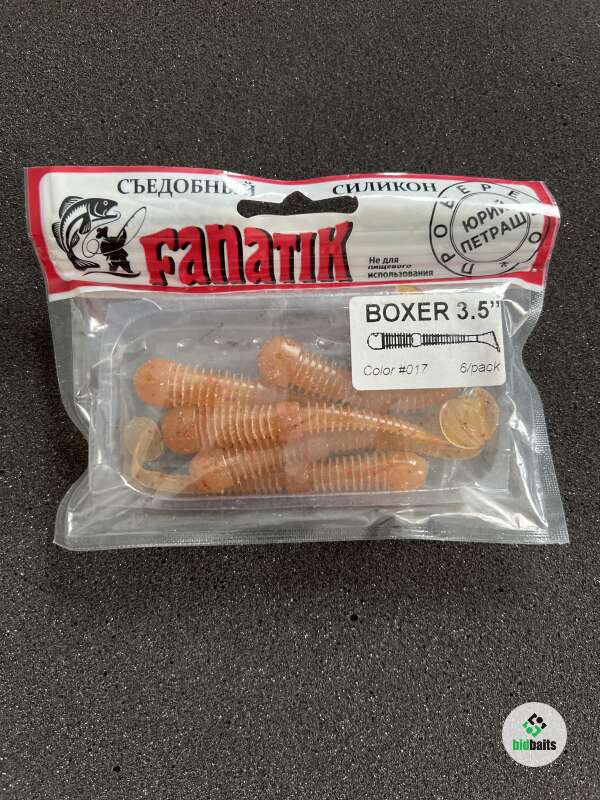 СЪЕДОБНЫЙ СИЛИКОН
FANATIK
Не для
пищевого
использования
ПРОВЕРЕНО
ЮРИЙ
ПЕТРАШ
BOXER 3.5”
Color #017 6/pack
bidbaits